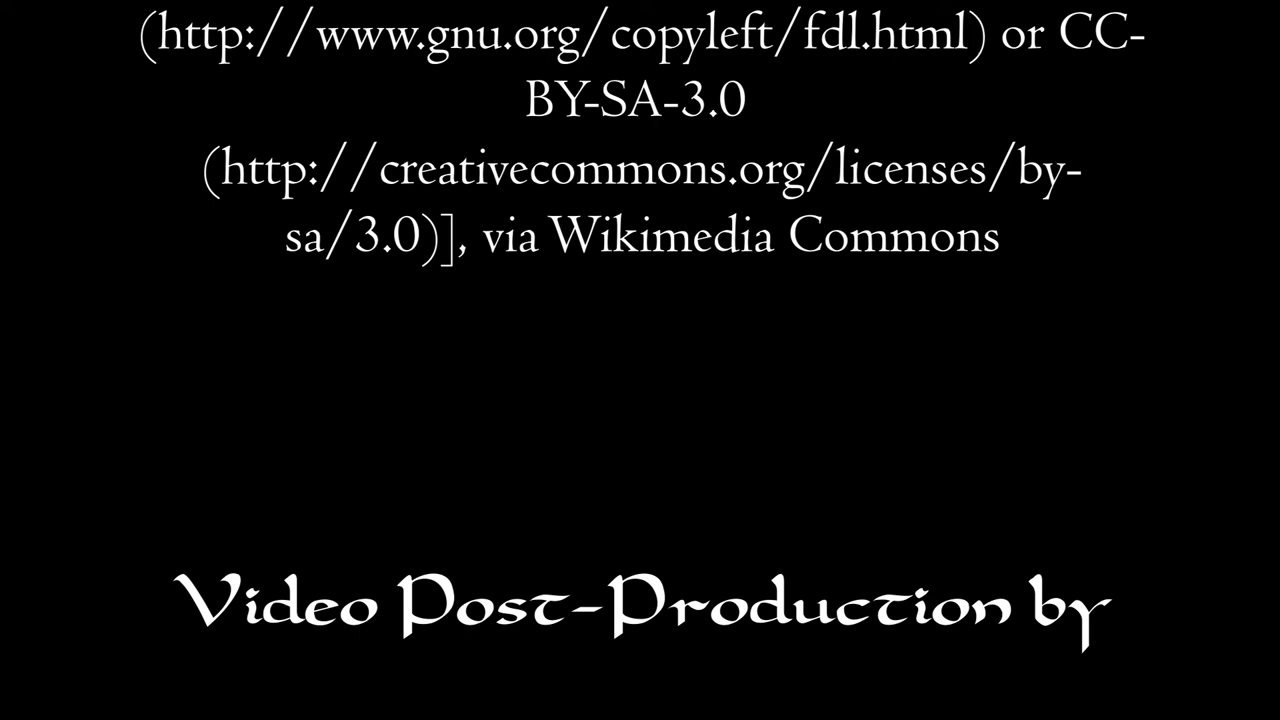 (http://www.gnu.org/copyleft/fdl.html) or CC-
BY-SA-3.0
(http://creativecommons.org/licenses/by-
sa/3.0)], via Wikimedia Commons
Video Post-Production by